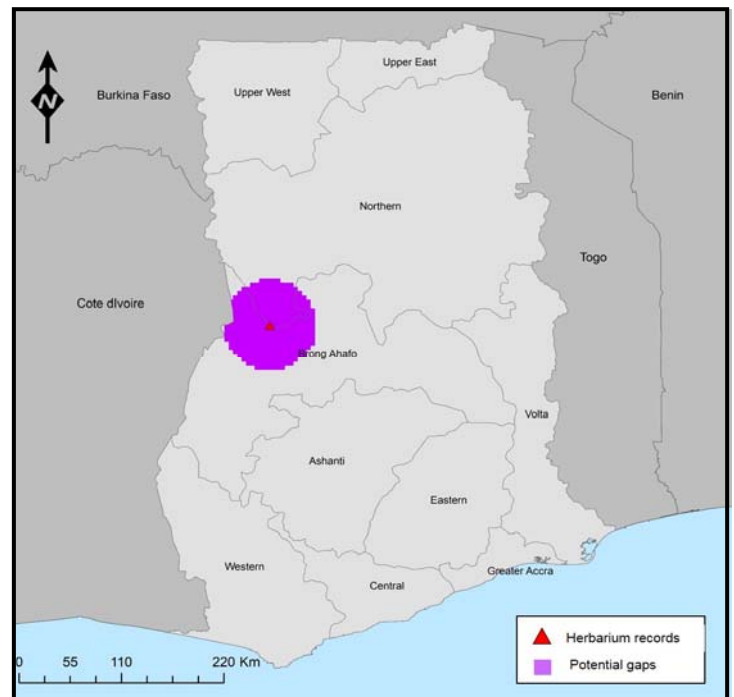 Upper East
Burkina Faso
Upper West
Benin
N
Northern
Togo
Cote dIvoire
Brong Ahafo
Volta
Ashanti
Eastern
Western
Central
Greater Accra
0 55 110 220 Km
Herbarium records
Potential gaps